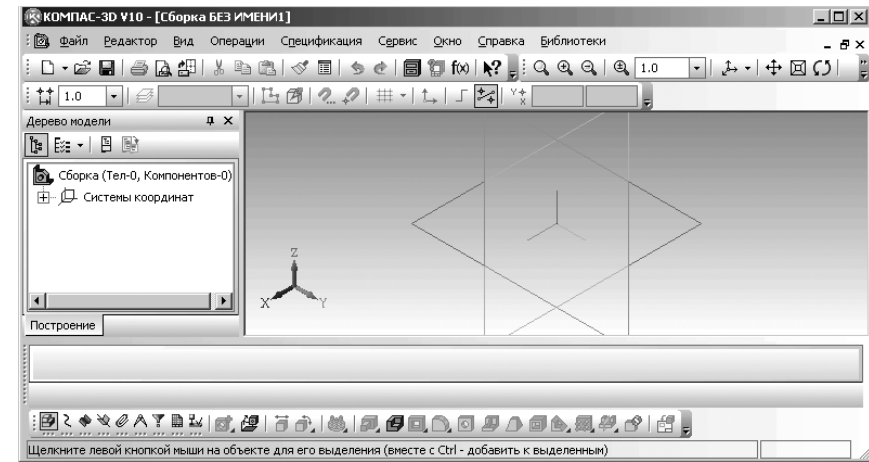 КОМПАС-3D V10 - [Сборка БЕЗ ИМЕНИ1]
Файл Редактор Вид Операции Спецификация Сервис Окно Справка Библиотеки
f(x) 1.0
1.0 Y X
Дерево модели
Сборка (Тел-0, Компонентов-0)
Системы координат
Z
X Y
Построение
Щелкните левой кнопкой мыши на объекте для его выделения (вместе с Ctrl - добавить к выделенным)